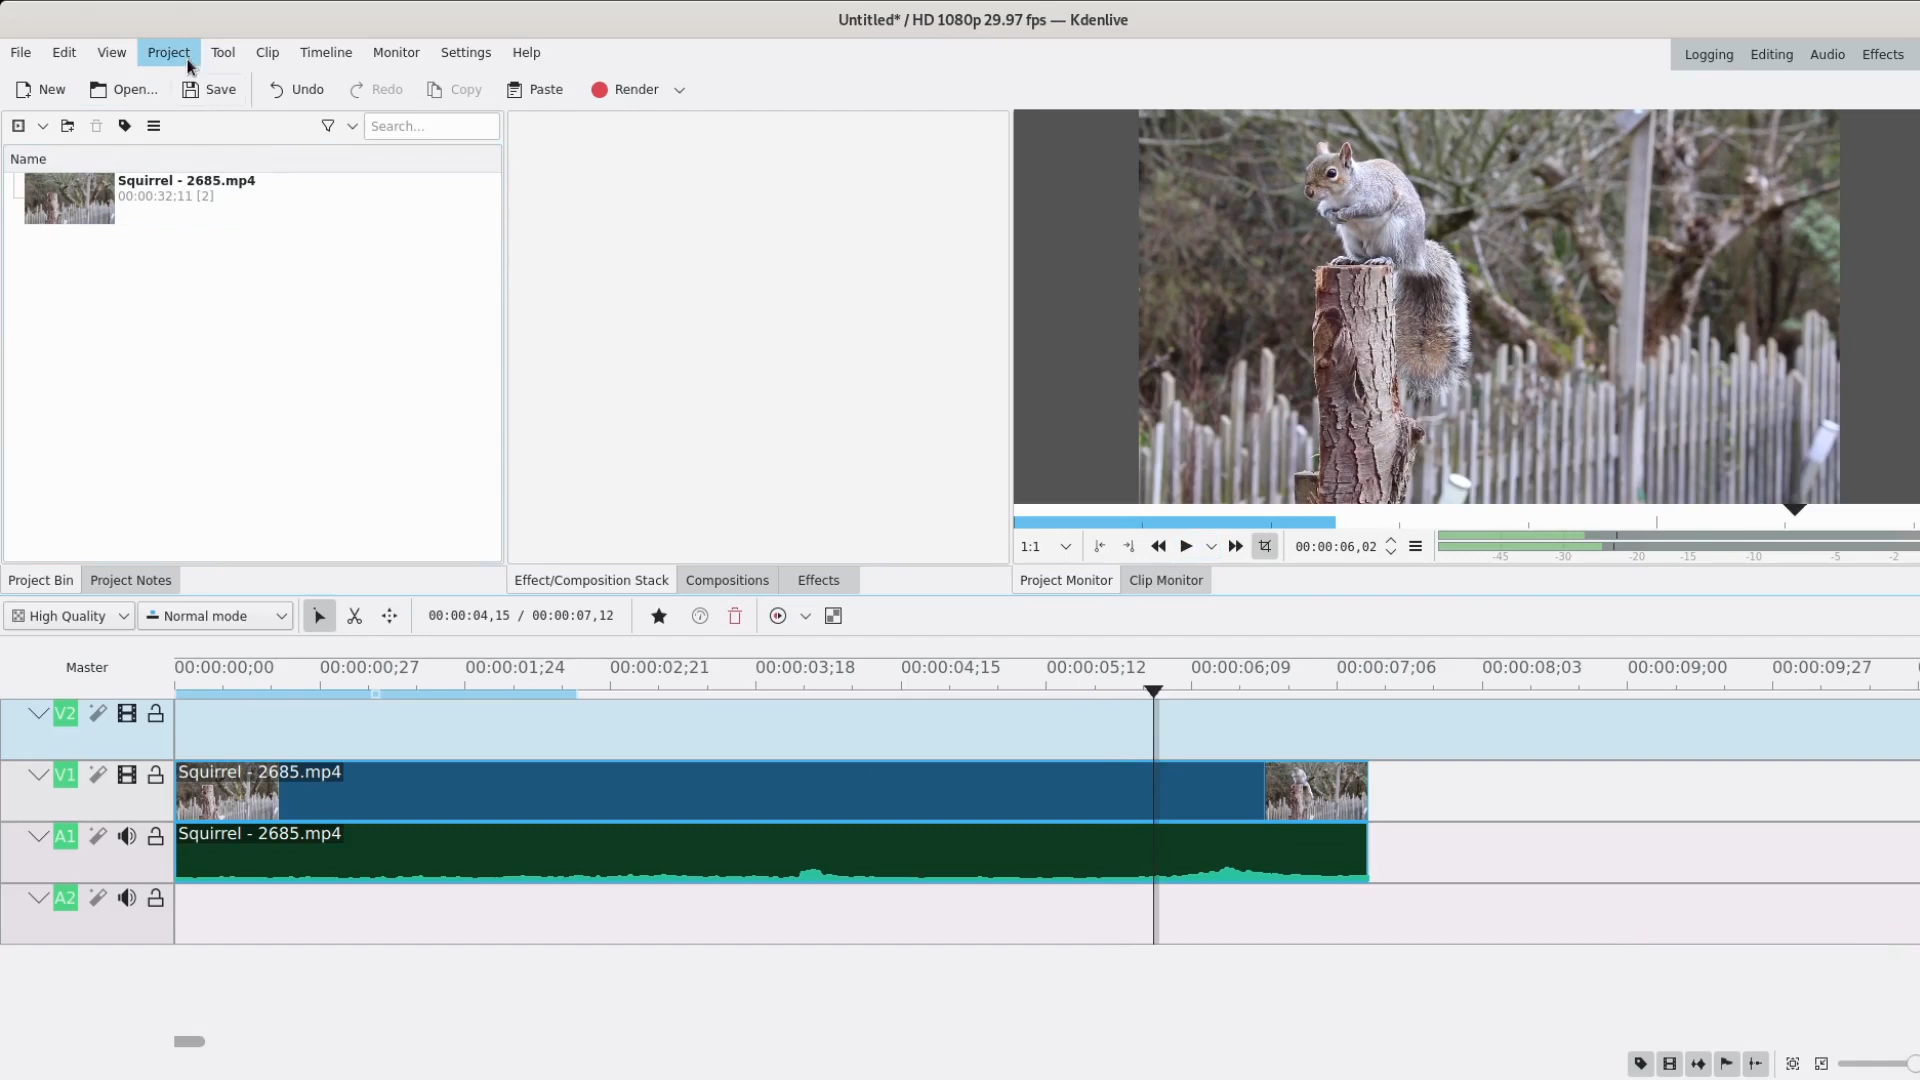 Untitled* / HD 1080p 29.97 fps — Kdenlive
File Edit View Project Tool Clip Timeline Monitor Settings Help
Logging Editing Audio Effects
New Open... Save Undo Redo Copy Paste Render
Search...
Name
Squirrel - 2685.mp4
00:00:32;11 [2]
1:1 00:00:06,02 -45 -30 -20 -15 -10 -5 -2
Project Bin Project Notes Effect/Composition Stack Compositions Effects Project Monitor Clip Monitor
High Quality Normal mode 00:00:04,15 / 00:00:07,12
Master 00:00:00;00 00:00:00;27 00:00:01;24 00:00:02;21 00:00:03;18 00:00:04;15 00:00:05;12 00:00:06;09 00:00:07;06 00:00:08;03 00:00:09;00 00:00:09;27
V2
V1 Squirrel - 2685.mp4
A1 Squirrel - 2685.mp4
A2